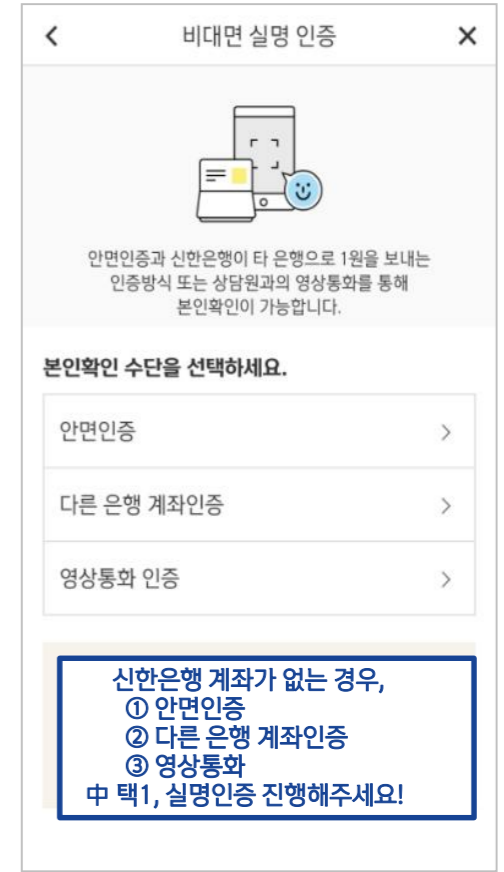 비대면 실명 인증
안면인증과 신한은행이 타 은행으로 1원을 보내는
인증방식 또는 상담원과의 영상통화를 통해
본인확인이 가능합니다.
본인확인 수단을 선택하세요.
안면인증
다른 은행 계좌인증
영상통화 인증
신한은행 계좌가 없는 경우,
① 안면인증
② 다른 은행 계좌인증
③ 영상통화
中 택1, 실명인증 진행해주세요!